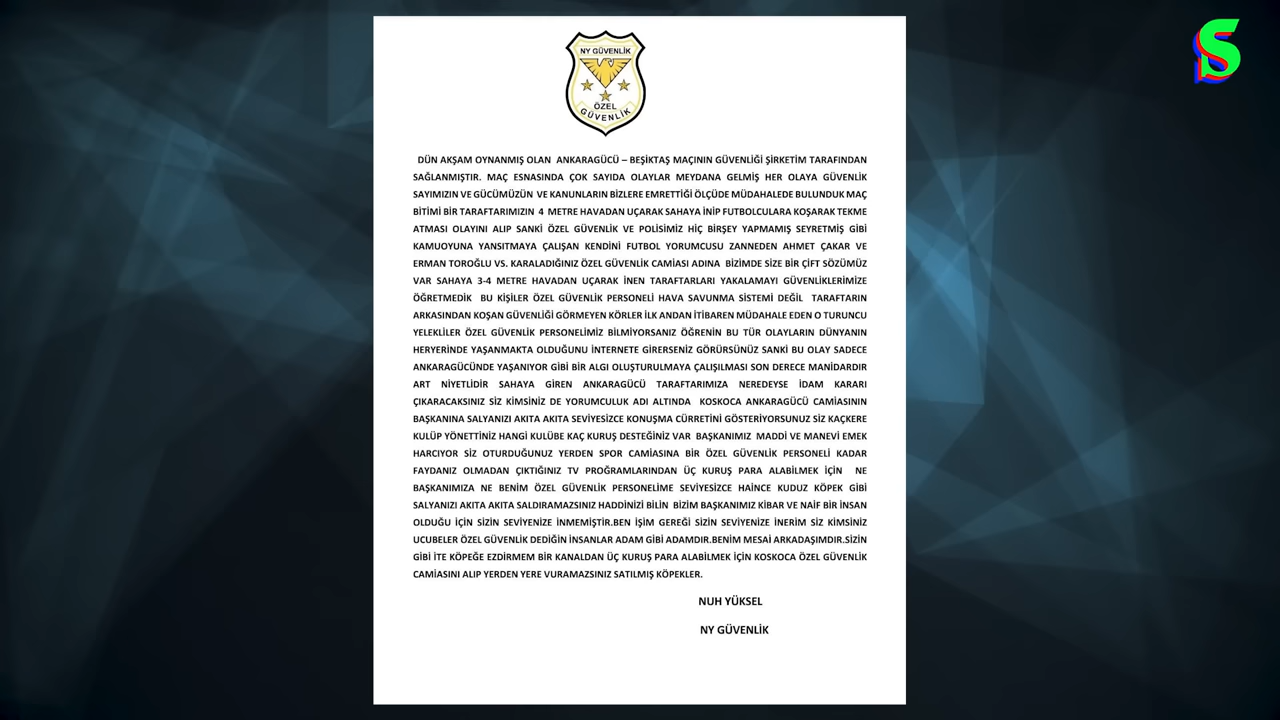 NY GÜVENLİK
ÖZEL
GÜVENLİK
S
DÜN AKŞAM OYNANMIŞ OLAN ANKARAGÜCÜ – BEŞİKTAŞ MAÇININ GÜVENLİĞİ ŞİRKETİM TARAFINDAN
SAĞLANMIŞTIR. MAÇ ESNASINDA ÇOK SAYIDA OLAYLAR MEYDANA GELMİŞ HER OLAYA GÜVENLİK
SAYIMIZIN VE GÜCÜMÜZÜN VE KANUNLARIN BİZLERE EMRETTİĞİ ÖLÇÜDE MÜDAHALEDE BULUNDUK MAÇ
BİTİMİ BİR TARAFTARIMIZIN 4 METRE HAVADAN UÇARAK SAHAYA İNİP FUTBOLCULARA KOŞARAK TEKME
ATMASI OLAYINI ALIP SANKİ ÖZEL GÜVENLİK VE POLİSİMİZ HİÇ BİRŞEY YAPMAMIŞ SEYRETMİŞ GİBİ
KAMUOYUNA YANSITMAYA ÇALIŞAN KENDİNİ FUTBOL YORUMCUSU ZANNEDEN AHMET ÇAKAR VE
ERMAN TOROĞLU VS. KARALADIĞINIZ ÖZEL GÜVENLİK CAMİASI ADINA BİZİMDE SİZE BİR ÇİFT SÖZÜMÜZ
VAR SAHAYA 3-4 METRE HAVADAN UÇARAK İNEN TARAFTARLARI YAKALAMAYI GÜVENLİKLERİMİZE
ÖĞRETMEDİK BU KİŞİLER ÖZEL GÜVENLİK PERSONELİ HAVA SAVUNMA SİSTEMİ DEĞİL TARAFTARIN
ARKASINDAN KOŞAN GÜVENLİĞİ GÖRMEYEN KÖRLER İLK ANDAN İTİBAREN MÜDAHALE EDEN O TURUNCU
YELEKLİLER ÖZEL GÜVENLİK PERSONELİMİZ BİLMİYORSANIZ ÖĞRENİN BU TÜR OLAYLARIN DÜNYANIN
HERYERİNDE YAŞANMAKTA OLDUĞUNU İNTERNETE GİRERSENİZ GÖRÜRSÜNÜZ SANKİ BU OLAY SADECE
ANKARAGÜCÜNDE YAŞANIYOR GİBİ BİR ALGI OLUŞTURULMAYA ÇALIŞILMASI SON DERECE MANİDARDIR
ART NİYETLİDİR SAHAYA GİREN ANKARAGÜCÜ TARAFTARIMIZA NEREDEYSE İDAM KARARI
ÇIKARACAKSINIZ SİZ KİMSİNİZ DE YORUMCULUK ADI ALTINDA KOSKOCA ANKARAGÜCÜ CAMİASININ
BAŞKANINA SALYANIZI AKITA AKITA SEVİYESİZCE KONUŞMA CÜRRETİNİ GÖSTERİYORSUNUZ SİZ KAÇKERE
KULÜP YÖNETTİNİZ HANGİ KULÜBE KAÇ KURUŞ DESTEĞİNİZ VAR BAŞKANIMIZ MADDİ VE MANEVİ EMEK
HARCIYOR SİZ OTURDUĞUNUZ YERDEN SPOR CAMİASINA BİR ÖZEL GÜVENLİK PERSONELİ KADAR
FAYDANIZ OLMADAN ÇIKTIĞINIZ TV PROĞRAMLARINDAN ÜÇ KURUŞ PARA ALABİLMEK İÇİN NE
BAŞKANIMIZA NE BENİM ÖZEL GÜVENLİK PERSONELİME SEVİYESİZCE HAİNCE KUDUZ KÖPEK GİBİ
SALYANIZI AKITA AKITA SALDIRAMAZSINIZ HADDİNİZİ BİLİN BİZİM BAŞKANIMIZ KİBAR VE NAİF BİR İNSAN
OLDUĞU İÇİN SİZİN SEVİYENİZE İNMEMİŞTİR.BEN İŞİM GEREĞİ SİZİN SEVİYENİZE İNERİM SİZ KİMSİNİZ
UCUBELER ÖZEL GÜVENLİK DEDİĞİN İNSANLAR ADAM GİBİ ADAMDIR.BENİM MESAİ ARKADAŞIMDIR.SİZİN
GİBİ İTE KÖPEĞE EZDİRMEM BİR KANALDAN ÜÇ KURUŞ PARA ALABİLMEK İÇİN KOSKOCA ÖZEL GÜVENLİK
CAMİASINI ALIP YERDEN YERE VURAMAZSINIZ SATILMIŞ KÖPEKLER.
NUH YÜKSEL
NY GÜVENLİK